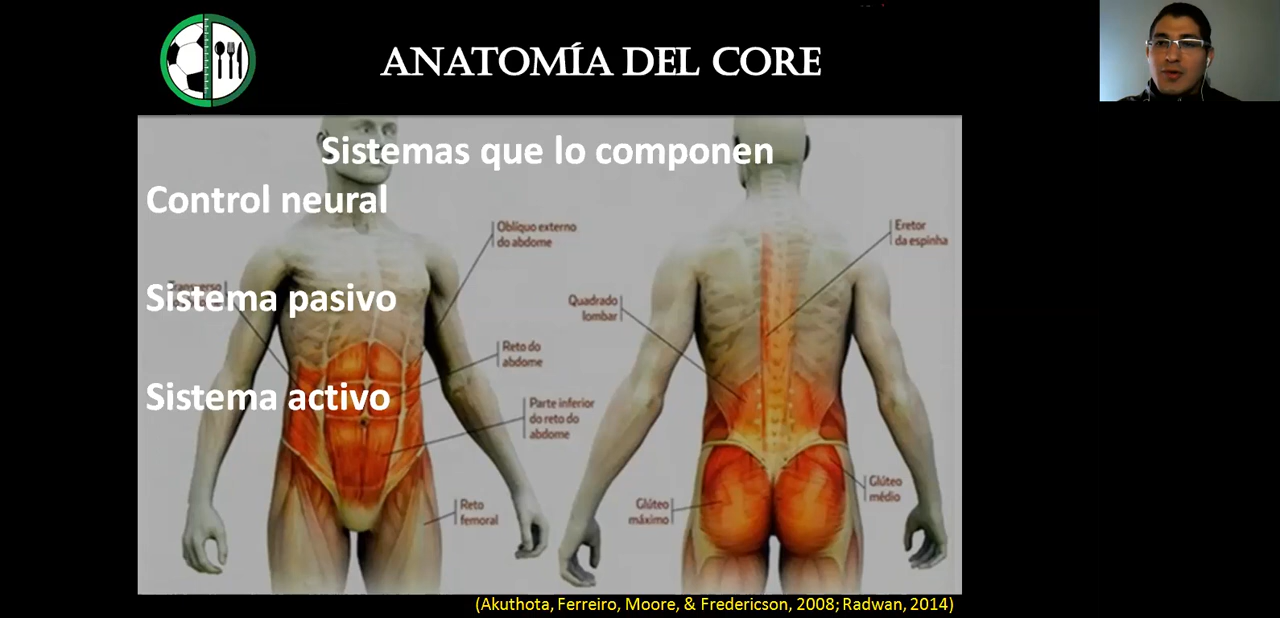 ANATOMÍA DEL CORE
Sistemas que lo componen
Control neural
Sistema pasivo
Sistema activo
Oblíquo externo
do abdome
Reto do
abdome
Parte inferior
do reto do
abdome
Reto
femoral
Eretor
da espinha
Quadrado
lombar
Glúteo
máximo
Glúteo
médio
(Akuthota, Ferreiro, Moore, & Fredericson, 2008; Radwan, 2014)